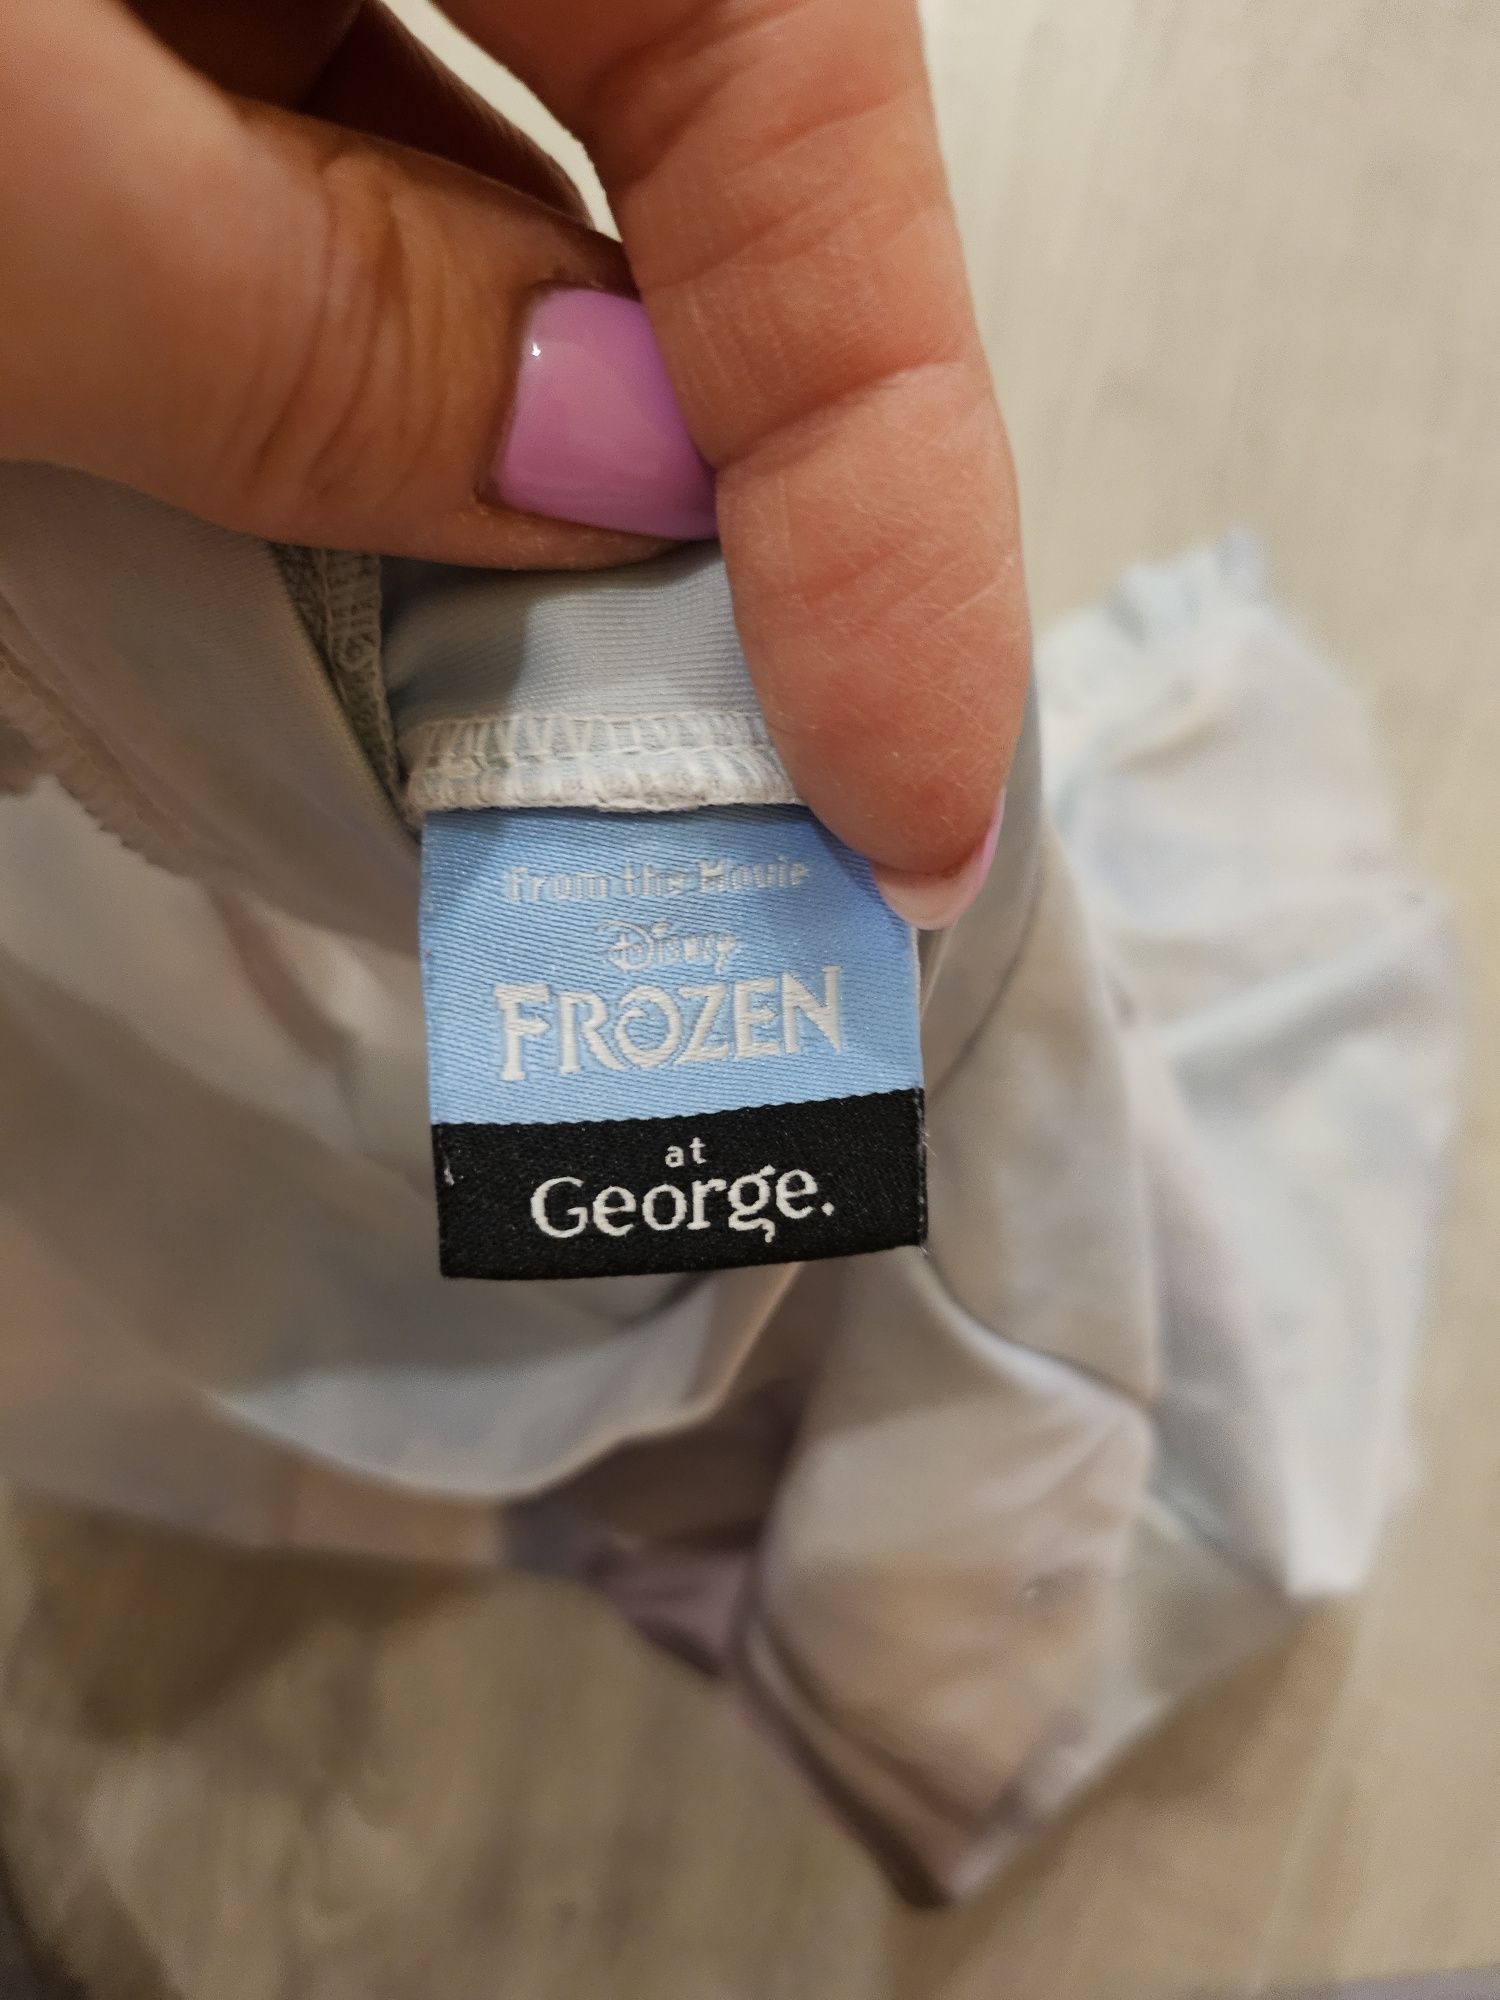 From the Movie
Disney
FROZEN
at
George.